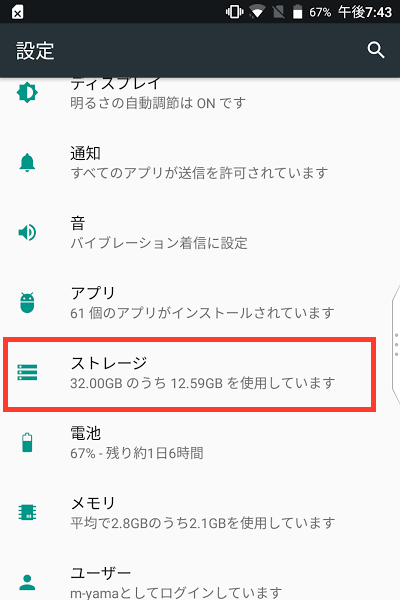 67% 午後7:43
設定
ディスプレイ
明るさの自動調節は ON です
通知
すべてのアプリが送信を許可されています
音
バイブレーション着信に設定
アプリ
61 個のアプリがインストールされています
ストレージ
32.00GB のうち 12.59GB を使用しています
電池
67% - 残り約1日6時間
メモリ
平均で2.8GBのうち2.1GBを使用しています
ユーザー
m-yamaとしてログインしています